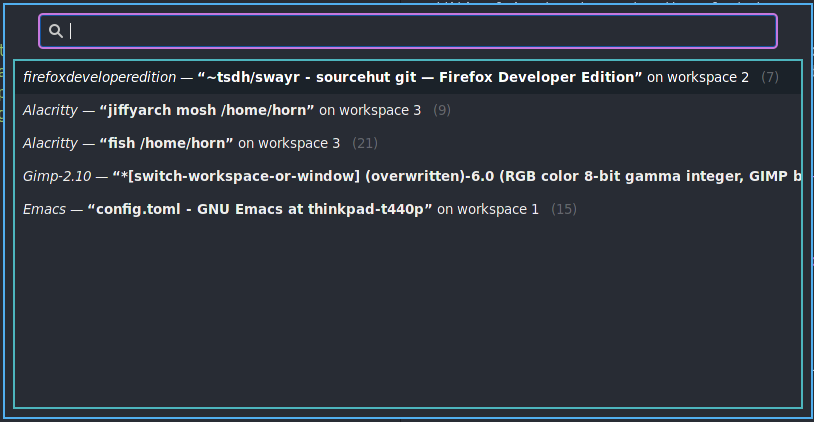 firefoxdeveloperedition — “~tsdh/swayr - sourcehut git — Firefox Developer Edition” on workspace 2 (7)
Alacritty — “jiffyarch mosh /home/horn” on workspace 3 (9)
Alacritty — “fish /home/horn” on workspace 3 (21)
Gimp-2.10 — “*[switch-workspace-or-window] (overwritten)-6.0 (RGB color 8-bit gamma integer, GIMP b
Emacs — “config.toml - GNU Emacs at thinkpad-t440p” on workspace 1 (15)